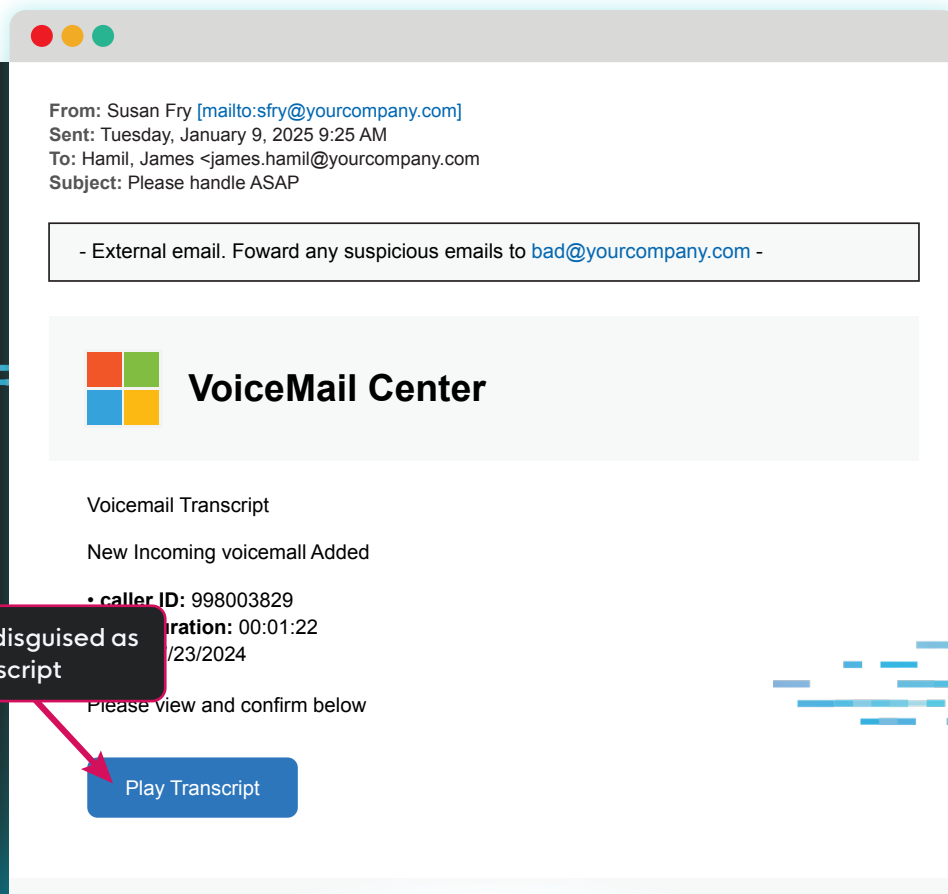 From: Susan Fry [mailto:sfry@yourcompany.com]
Sent: Tuesday, January 9, 2025 9:25 AM
To: Hamil, James <james.hamil@yourcompany.com
Subject: Please handle ASAP
- External email. Foward any suspicious emails to bad@yourcompany.com -
VoiceMail Center
Voicemail Transcript
New Incoming voicemall Added
• caller ID: 998003829
uration: 00:01:22
/23/2024
disguised as
script
Please view and confirm below
Play Transcript